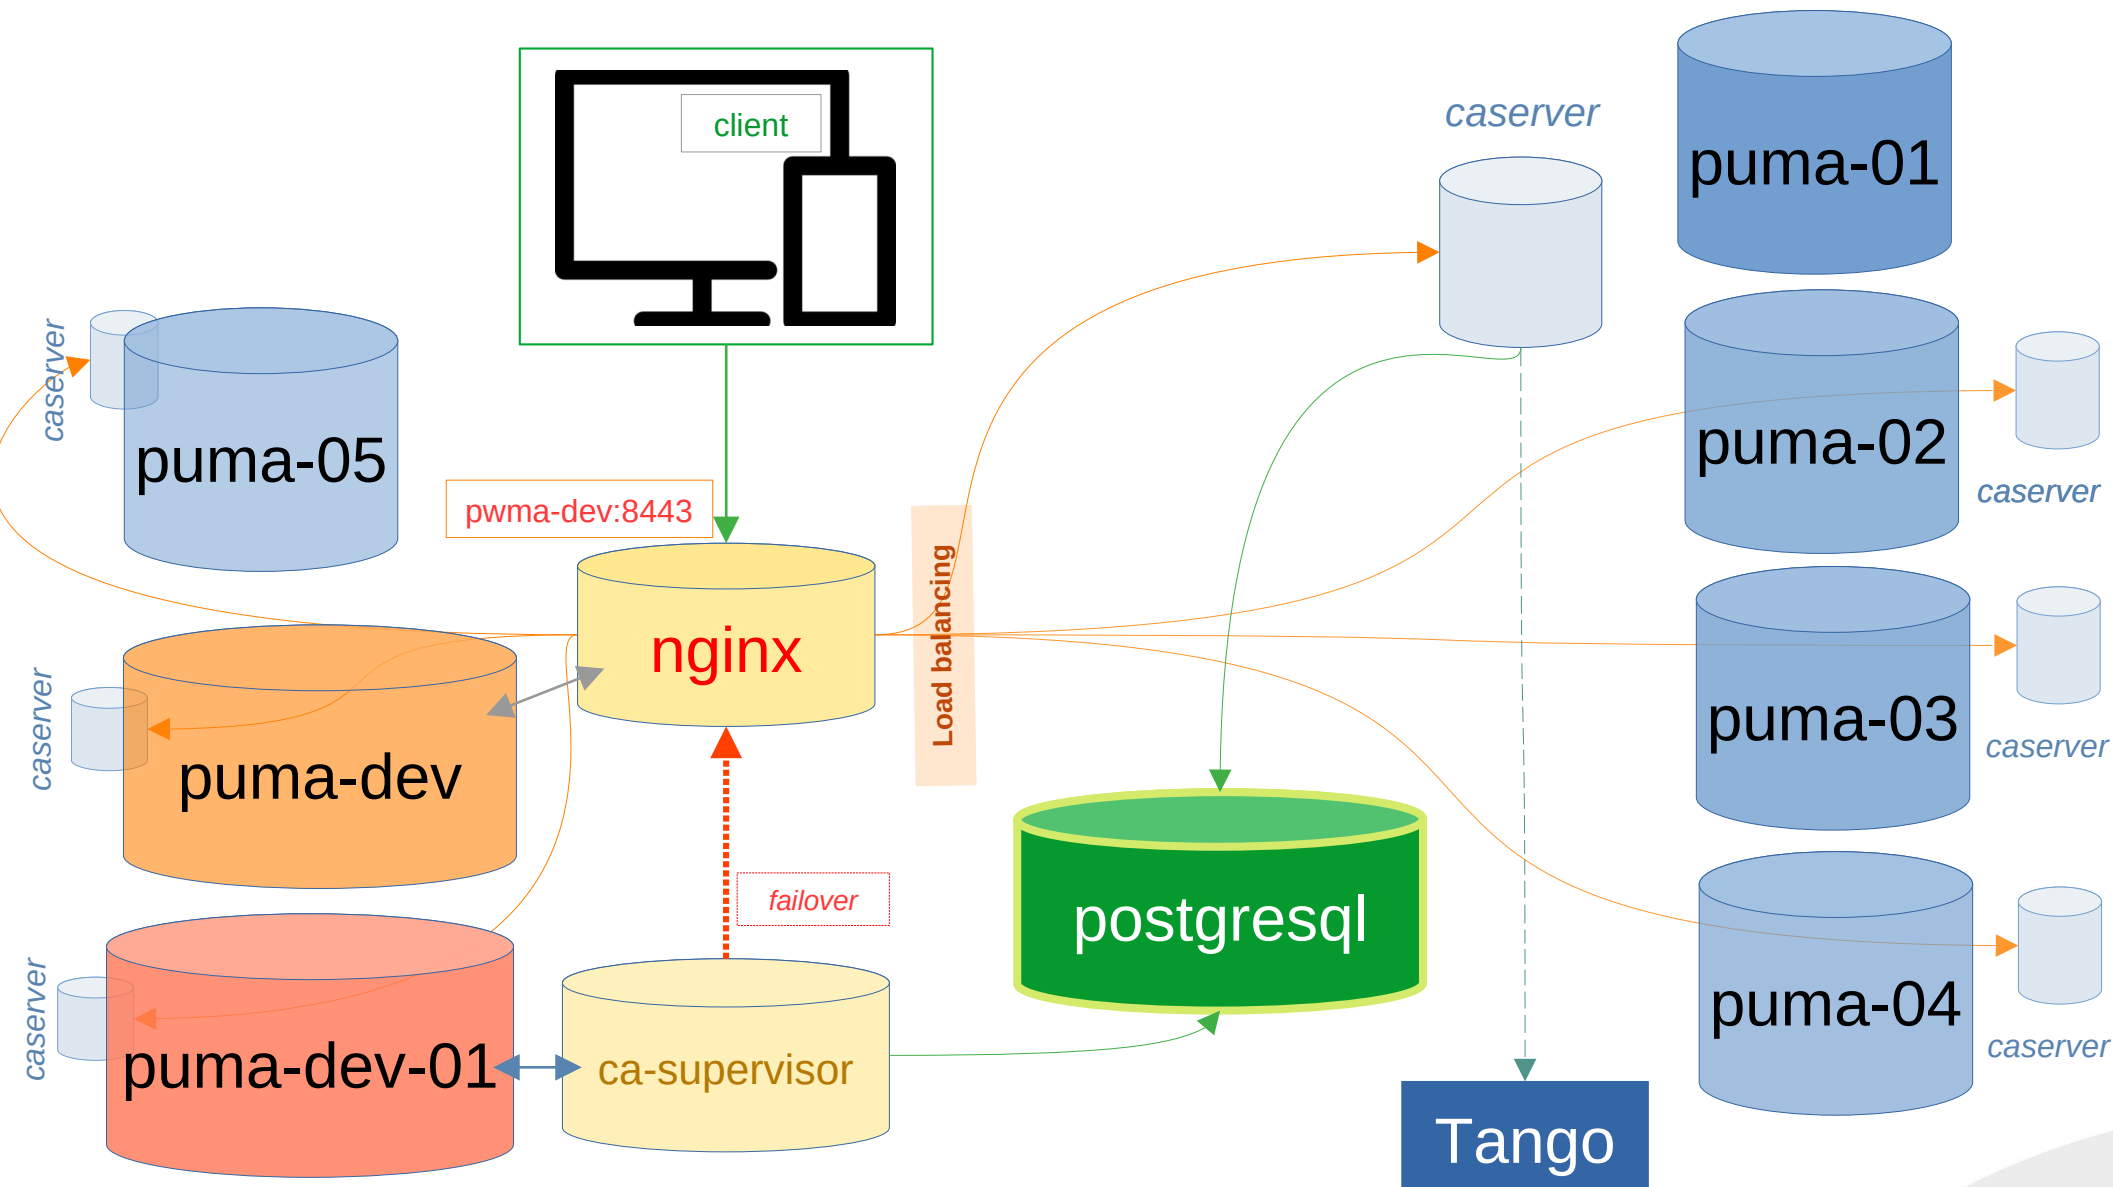 client
caserver
puma-01
caserver
puma-05
pwma-dev:8443
puma-02
caserver
Load balancing
nginx
caserver
puma-dev
puma-03
caserver
failover
postgresql
caserver
puma-dev-01
ca-supervisor
puma-04
caserver
Tango